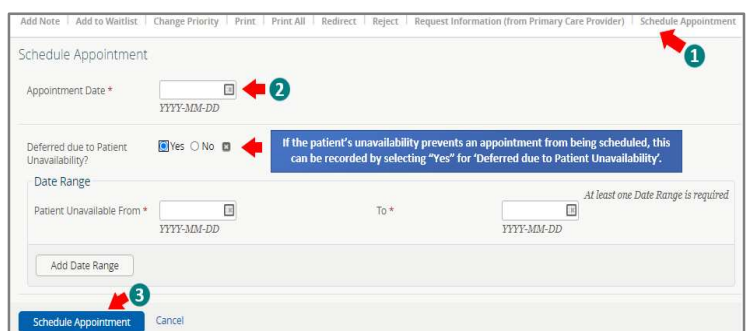 Add Note | Add to Waitlist | Change Priority | Print | Print All | Redirect | Reject | Request Information (from Primary Care Provider) | Schedule Appointment
1
Schedule Appointment
Appointment Date *
2
YYYY-MM-DD
Deferred due to Patient Unavailability?
Yes No
If the patient's unavailability prevents an appointment from being scheduled, this
can be recorded by selecting "Yes" for 'Deferred due to Patient Unavailability'.
Date Range
At least one Date Range is required
Patient Unavailable From * To *
YYYY-MM-DD YYYY-MM-DD
Add Date Range
3
Schedule Appointment Cancel